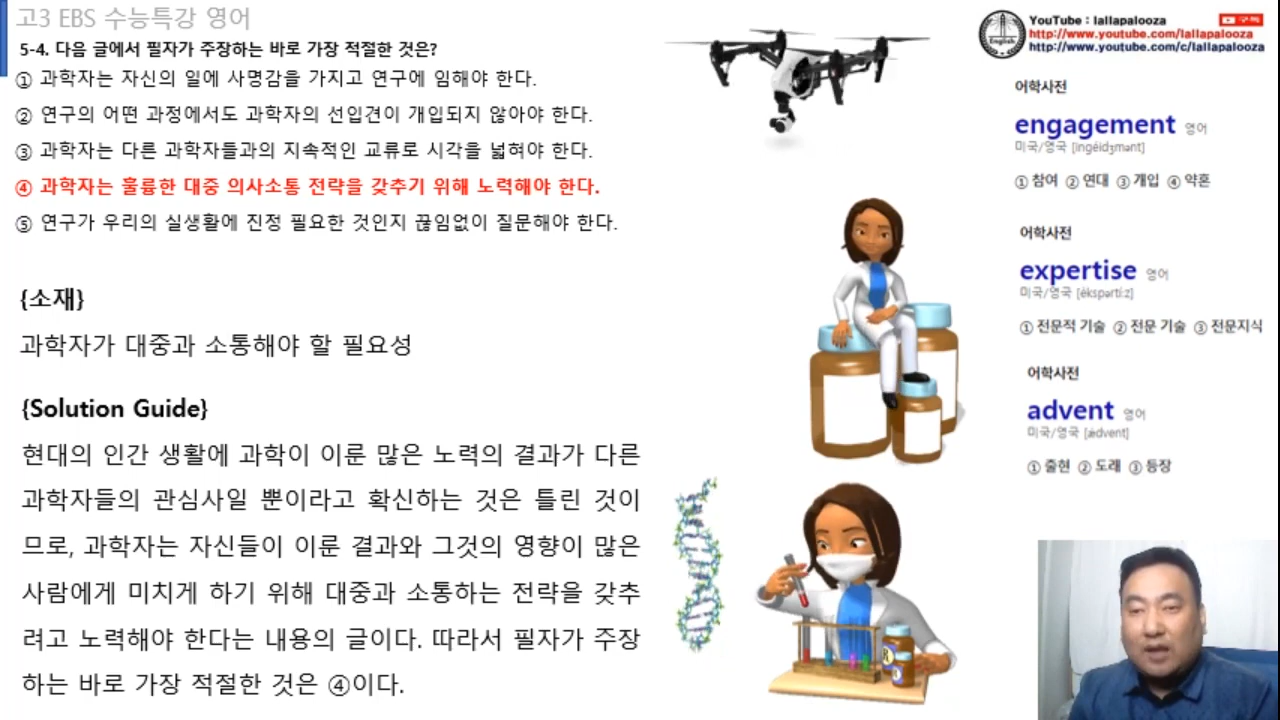 고3 EBS 수능특강 영어
5-4. 다음 글에서 필자가 주장하는 바로 가장 적절한 것은?
① 과학자는 자신의 일에 사명감을 가지고 연구에 임해야 한다.
② 연구의 어떤 과정에서도 과학자의 선입견이 개입되지 않아야 한다.
③ 과학자는 다른 과학자들과의 지속적인 교류로 시각을 넓혀야 한다.
④ 과학자는 훌륭한 대중 의사소통 전략을 갖추기 위해 노력해야 한다.
⑤ 연구가 우리의 실생활에 진정 필요한 것인지 끊임없이 질문해야 한다.
{소재}
과학자가 대중과 소통해야 할 필요성
{Solution Guide}
현대의 인간 생활에 과학이 이룬 많은 노력의 결과가 다른
과학자들의 관심사일 뿐이라고 확신하는 것은 틀린 것이
므로, 과학자는 자신들이 이룬 결과와 그것의 영향이 많은
사람에게 미치게 하기 위해 대중과 소통하는 전략을 갖추
려고 노력해야 한다는 내용의 글이다. 따라서 필자가 주장
하는 바로 가장 적절한 것은 ④이다.
English
YouTube : lallapalooza
구독
http://www.youtube.com/lallapalooza
http://www.youtube.com/c/lallapalooza
어학사전
engagement 영어
미국/영국 [ingéidʒmənt]
① 참여 ② 연대 ③ 개입 ④ 약혼
어학사전
expertise 영어
미국/영국 [èkspərtíːz]
① 전문적 기술 ② 전문 기술 ③ 전문지식
어학사전
advent 영어
미국/영국 [ǽdvent]
① 출현 ② 도래 ③ 등장